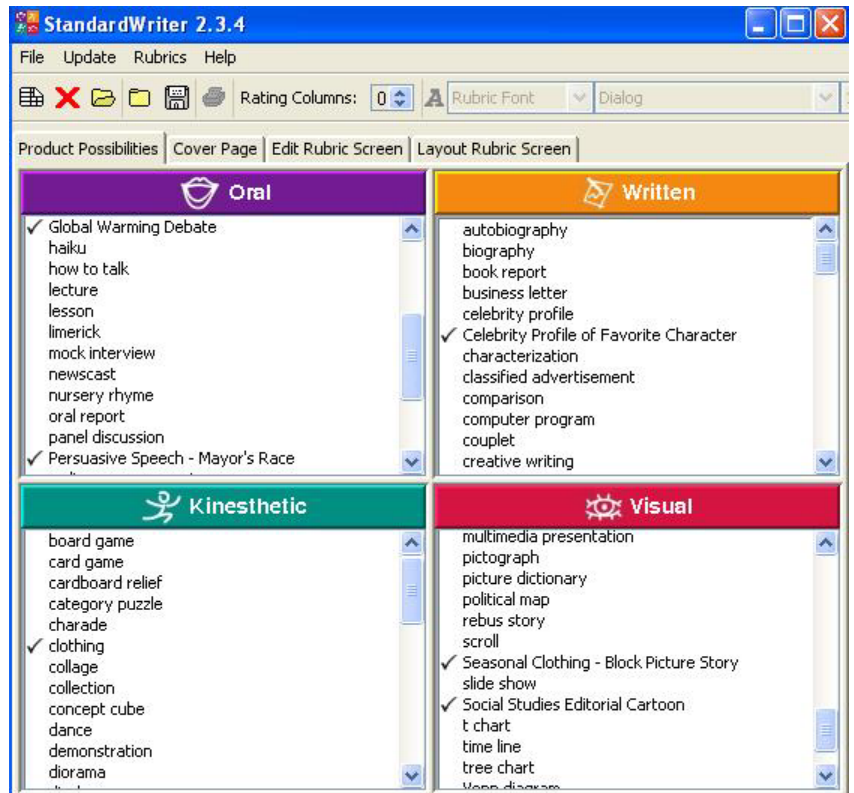 StandardWriter 2.3.4
File Update Rubrics Help
Rating Columns: 0 A Rubric Font Dialog
Product Possibilities Cover Page Edit Rubric Screen Layout Rubric Screen
Oral
Global Warming Debate
haiku
how to talk
lecture
lesson
limerick
mock interview
newscast
nursery rhyme
oral report
panel discussion
Persuasive Speech - Mayor's Race
Written
autobiography
biography
book report
business letter
celebrity profile
Celebrity Profile of Favorite Character
characterization
classified advertisement
comparison
computer program
couplet
creative writing
Kinesthetic
board game
card game
cardboard relief
category puzzle
charade
clothing
collage
collection
concept cube
dance
demonstration
diorama
Visual
multimedia presentation
pictograph
picture dictionary
political map
rebus story
scroll
Seasonal Clothing - Block Picture Story
slide show
Social Studies Editorial Cartoon
t chart
time line
tree chart
Venn diagram